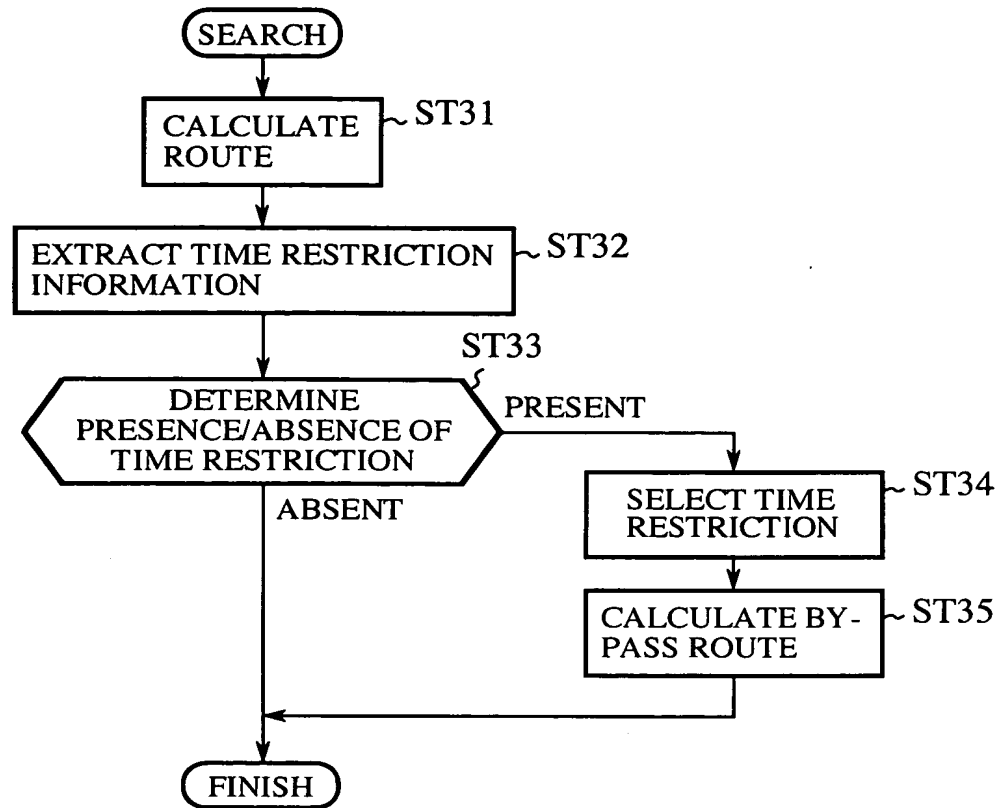 SEARCH
CALCULATE
ROUTE
ST31
EXTRACT TIME RESTRICTION
INFORMATION
ST32
ST33
DETERMINE
PRESENCE/ABSENCE OF
TIME RESTRICTION
PRESENT
ABSENT
SELECT TIME
RESTRICTION
ST34
CALCULATE BY-
PASS ROUTE
ST35
FINISH